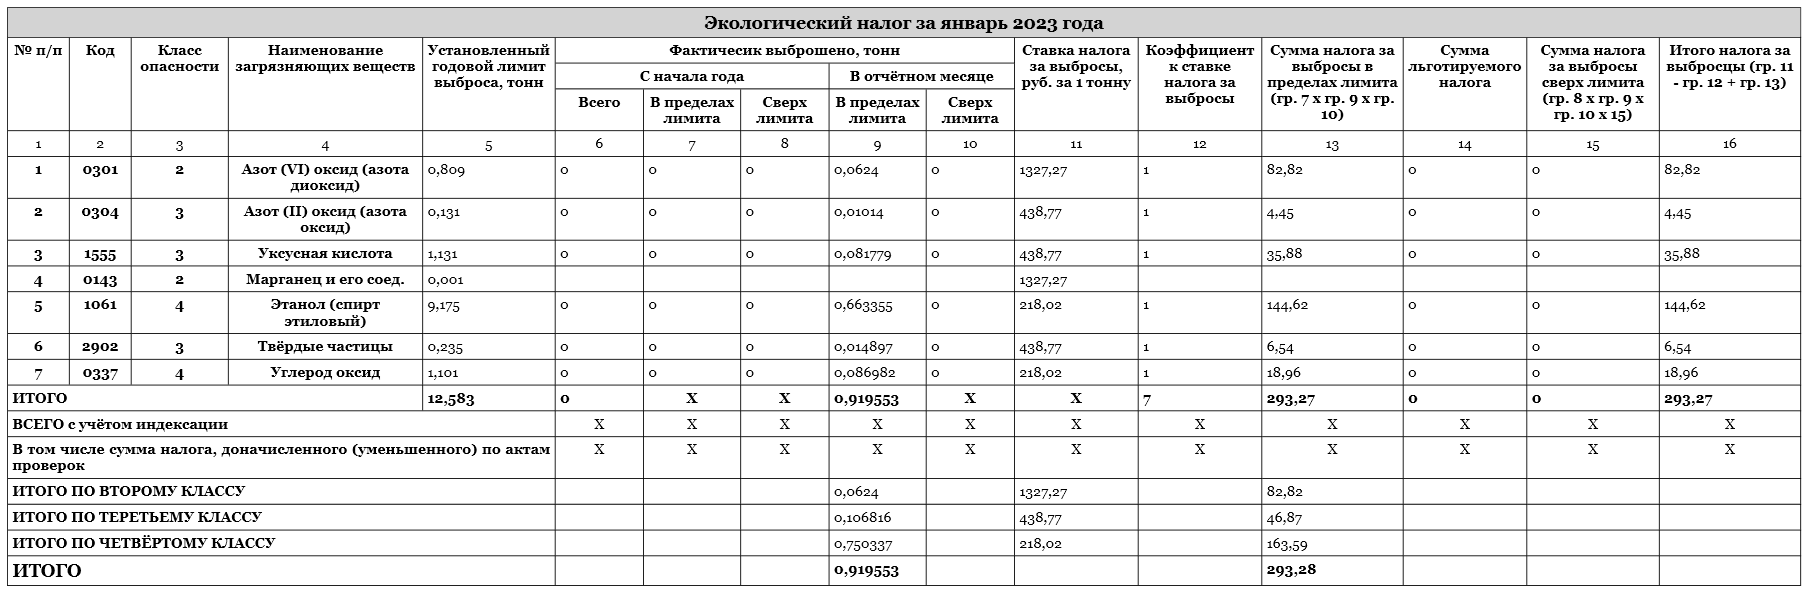 Экологический налог за январь 2023 года
№ п/п Код Класс опасности Наименование загрязняющих веществ Установленный годовой лимит выброса, тонн Фактичесик выброшено, тонн Ставка налога за выбросы, руб. за 1 тонну Коэффициент к ставке налога за выбросы Сумма налога за выбросы в пределах лимита (гр. 7 х гр. 9 х гр. 10) Сумма льготируемого налога Сумма налога за выбросы сверх лимита (гр. 8 х гр. 9 х гр. 10 х 15) Итого налога за выбросцы (гр. 11 - гр. 12 + гр. 13)
С начала года В отчётном месяце
Всего В пределах лимита Сверх лимита В пределах лимита Сверх лимита
1 2 3 4 5 6 7 8 9 10 11 12 13 14 15 16
1 0301 2 Азот (VI) оксид (азота диоксид) 0,809 0 0 0 0,0624 0 1327,27 1 82,82 0 0 82,82
2 0304 3 Азот (II) оксид (азота оксид) 0,131 0 0 0 0,01014 0 438,77 1 4,45 0 0 4,45
3 1555 3 Уксусная кислота 1,131 0 0 0 0,081779 0 438,77 1 35,88 0 0 35,88
4 0143 2 Марганец и его соед. 0,001 1327,27
5 1061 4 Этанол (спирт этиловый) 9,175 0 0 0 0,663355 0 218,02 1 144,62 0 0 144,62
6 2902 3 Твёрдые частицы 0,235 0 0 0 0,014897 0 438,77 1 6,54 0 0 6,54
7 0337 4 Углерод оксид 1,101 0 0 0 0,086982 0 218,02 1 18,96 0 0 18,96
ИТОГО 12,583 0 Х Х 0,919553 Х Х 7 293,27 0 0 293,27
ВСЕГО с учётом индексации Х Х Х Х Х Х Х Х Х Х Х
В том числе сумма налога, доначисленного (уменьшенного) по актам проверок Х Х Х Х Х Х Х Х Х Х Х
ИТОГО ПО ВТОРОМУ КЛАССУ 0,0624 1327,27 82,82
ИТОГО ПО ТЕРЕТЬЕМУ КЛАССУ 0,106816 438,77 46,87
ИТОГО ПО ЧЕТВЁРТОМУ КЛАССУ 0,750337 218,02 163,59
ИТОГО 0,919553 293,28